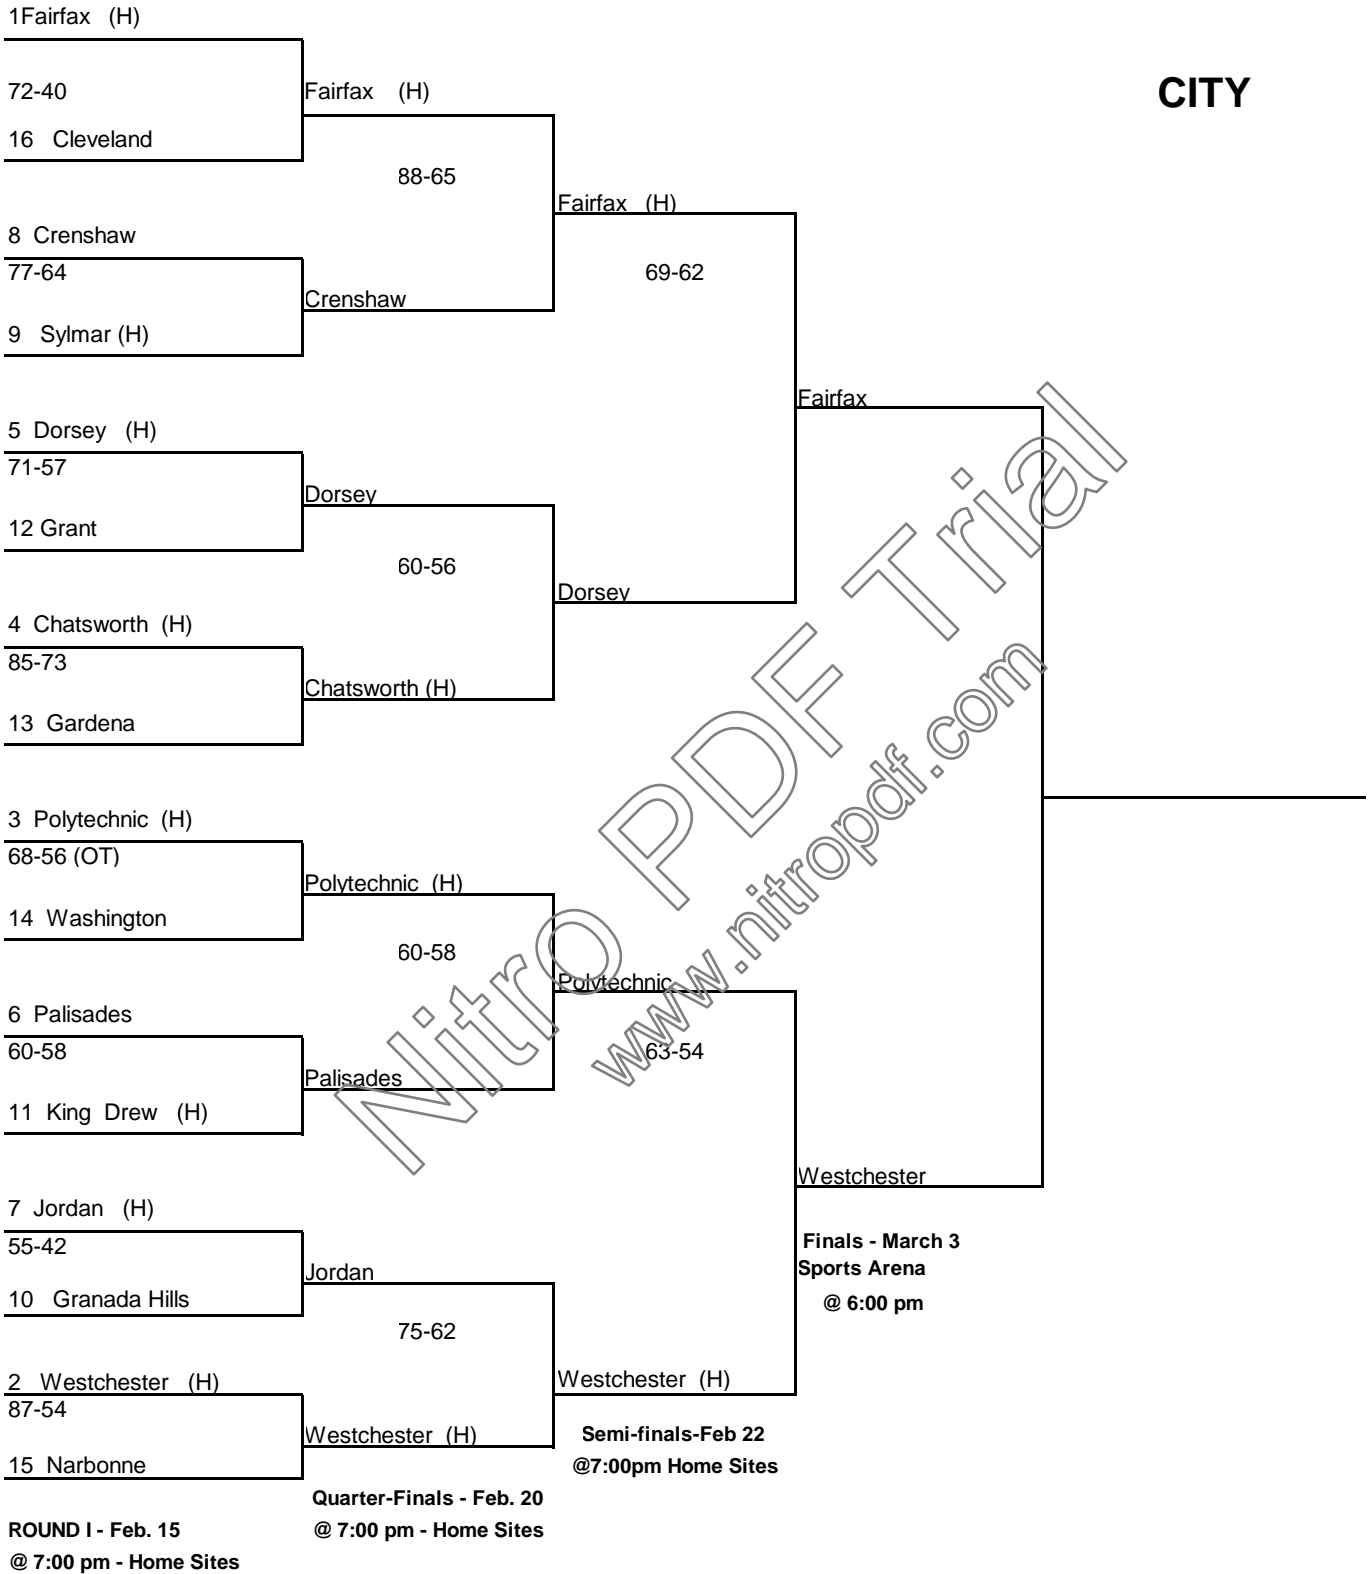 1Fairfax (H)
72-40
16 Cleveland
8 Crenshaw
77-64
9 Sylmar (H)
5 Dorsey (H)
71-57
12 Grant
4 Chatsworth (H)
85-73
13 Gardena
3 Polytechnic (H)
68-56 (OT)
14 Washington
6 Palisades
60-58
11 King Drew (H)
7 Jordan (H)
55-42
10 Granada Hills
2 Westchester (H)
87-54
15 Narbonne
ROUND I - Feb. 15
@ 7:00 pm - Home Sites
Fairfax (H)
88-65
Crenshaw
Dorsey
60-56
Chatsworth (H)
Polytechnic (H)
60-58
Palisades
Jordan
75-62
Westchester (H)
Quarter-Finals - Feb. 20
@ 7:00 pm - Home Sites
Fairfax (H)
69-62
Dorsey
Polytechnic
63-54
Westchester (H)
Semi-finals-Feb 22
@7:00pm Home Sites
Fairfax
Westchester
Finals - March 3
Sports Arena
@ 6:00 pm
CITY
Nitro PDF Trial
www.nitropdf.com